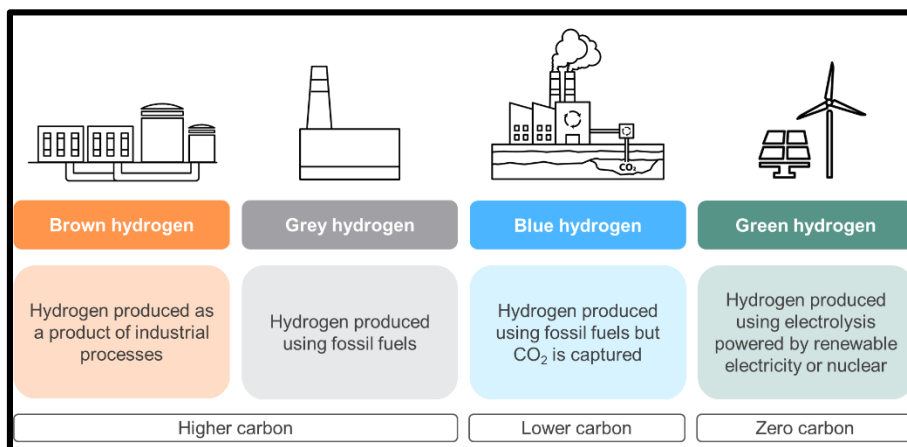 CO₂
Brown hydrogen
Grey hydrogen
Blue hydrogen
Green hydrogen
Hydrogen produced as
a product of industrial
processes
Hydrogen produced
using fossil fuels
Hydrogen produced
using fossil fuels but
CO₂ is captured
Hydrogen produced
using electrolysis
powered by renewable
electricity or nuclear
Higher carbon
Lower carbon
Zero carbon